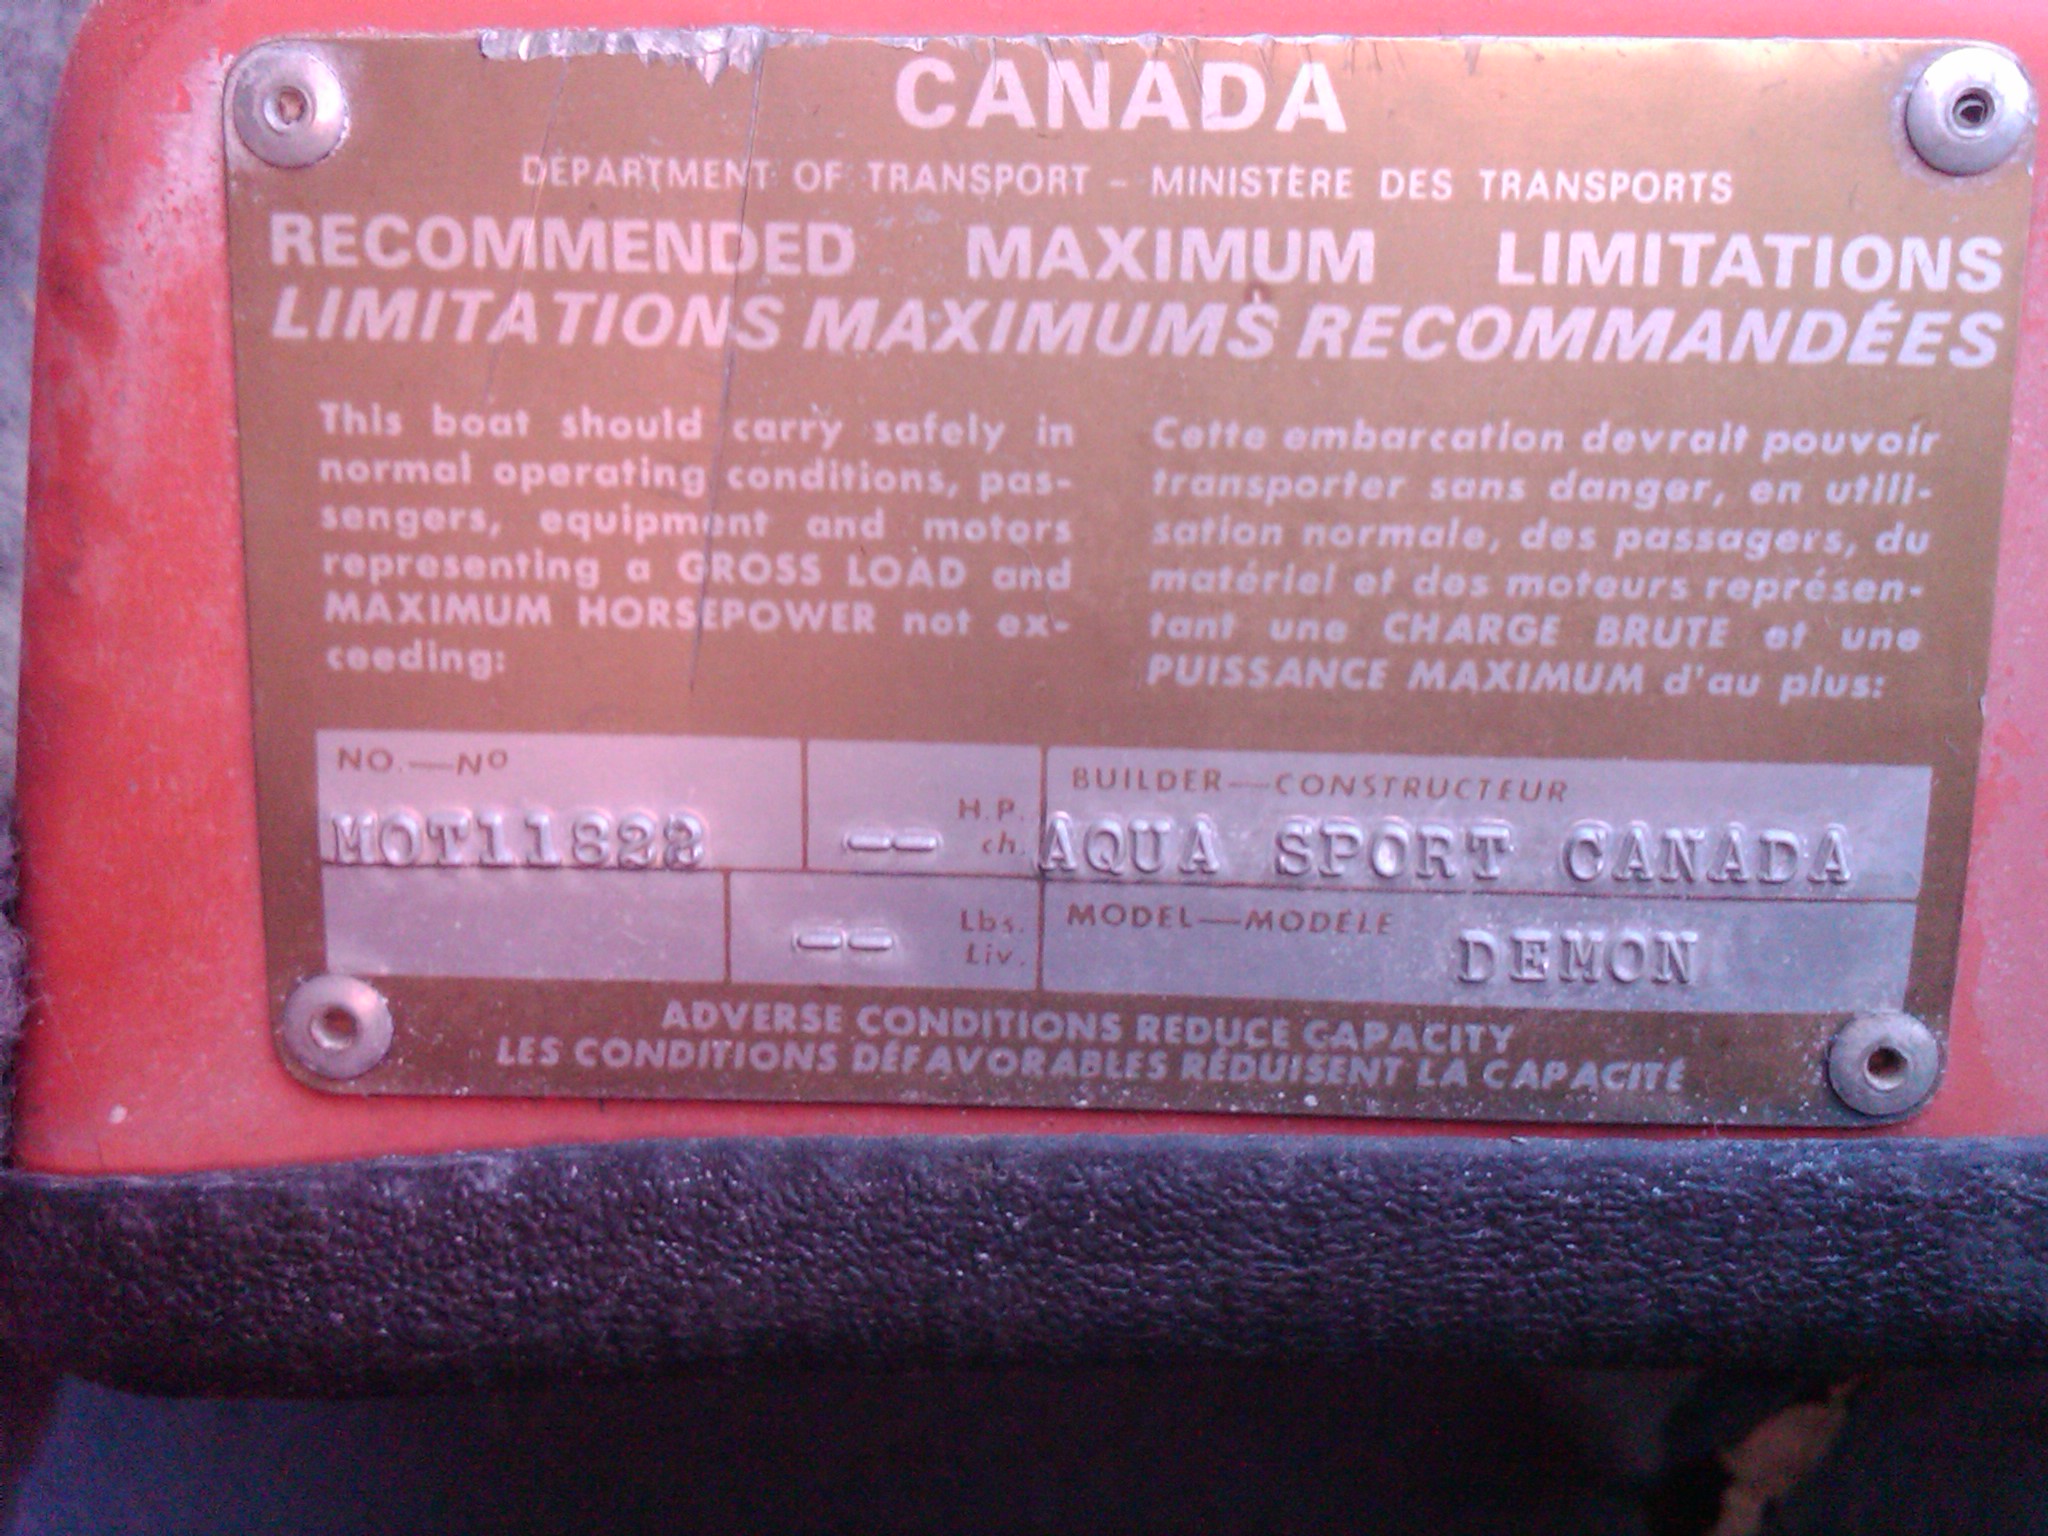 CANADA
DEPARTMENT OF TRANSPORT - MINISTÈRE DES TRANSPORTS
RECOMMENDED MAXIMUM LIMITATIONS
LIMITATIONS MAXIMUMS RECOMMANDÉES
This boat should carry safely in
normal operating conditions, pas-
sengers, equipment and motors
representing a GROSS LOAD and
MAXIMUM HORSEPOWER not ex-
ceeding:
Cette embarcation devrait pouvoir
transporter sans danger, en utili-
sation normale, des passagers, du
matériel et des moteurs représen-
tant une CHARGE BRUTE et une
PUISSANCE MAXIMUM d'au plus:
NO.—Nº
MOT11822
-- H.P.
ch.
BUILDER—CONSTRUCTEUR
AQUA SPORT CANADA
-- Lbs.
Liv.
MODEL—MODÈLE
DEMON
ADVERSE CONDITIONS REDUCE CAPACITY
LES CONDITIONS DÉFAVORABLES RÉDUISENT LA CAPACITÉ